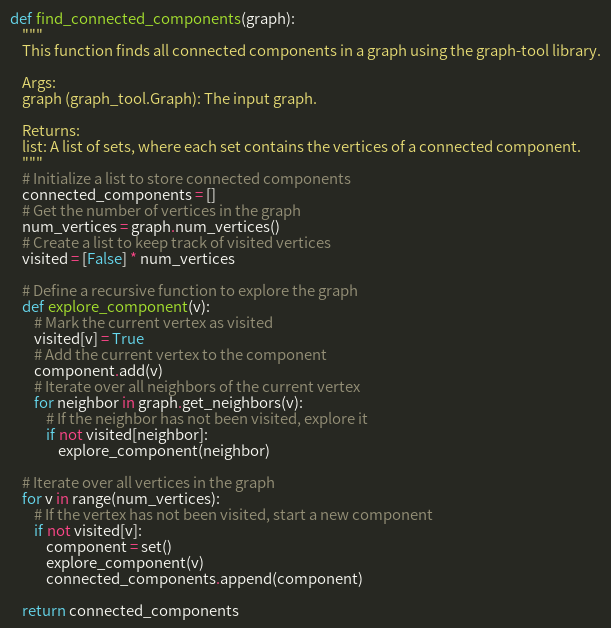 def find_connected_components(graph):
    """
    This function finds all connected components in a graph using the graph-tool library.

    Args:
    graph (graph_tool.Graph): The input graph.

    Returns:
    list: A list of sets, where each set contains the vertices of a connected component.
    """
    # Initialize a list to store connected components
    connected_components = []
    # Get the number of vertices in the graph
    num_vertices = graph.num_vertices()
    # Create a list to keep track of visited vertices
    visited = [False] * num_vertices

    # Define a recursive function to explore the graph
    def explore_component(v):
        # Mark the current vertex as visited
        visited[v] = True
        # Add the current vertex to the component
        component.add(v)
        # Iterate over all neighbors of the current vertex
        for neighbor in graph.get_neighbors(v):
            # If the neighbor has not been visited, explore it
            if not visited[neighbor]:
                explore_component(neighbor)

    # Iterate over all vertices in the graph
    for v in range(num_vertices):
        # If the vertex has not been visited, start a new component
        if not visited[v]:
            component = set()
            explore_component(v)
            connected_components.append(component)

    return connected_components